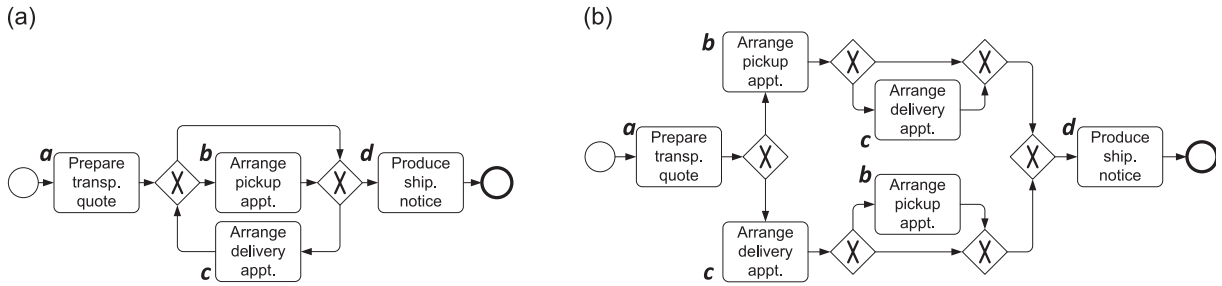 (a)
a
Prepare
transp.
quote
X
b
Arrange
pickup
appt.
X
d
Produce
ship.
notice
Arrange
delivery
appt.
c
(b)
a
Prepare
transp.
quote
X
b
Arrange
pickup
appt.
X
X
Arrange
delivery
appt.
c
X
d
Produce
ship.
notice
b
Arrange
pickup
appt.
Arrange
delivery
appt.
c
X
X